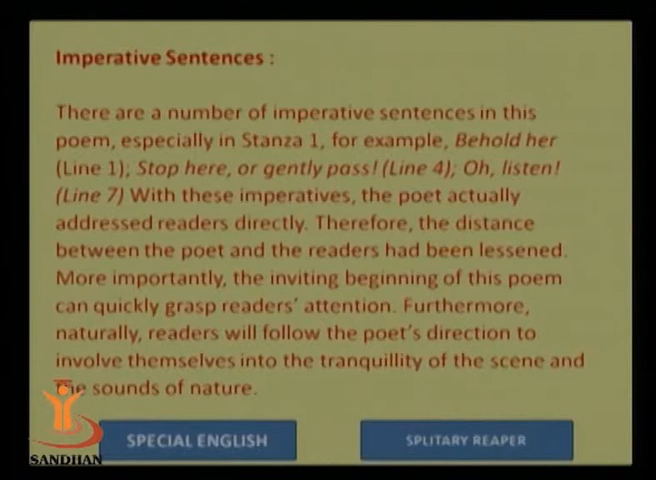 Imperative Sentences :
There are a number of imperative sentences in this
poem, especially in Stanza 1, for example, Behold her
(Line 1); Stop here, or gently pass! (Line 4); Oh, listen!
(Line 7) With these imperatives, the poet actually
addressed readers directly. Therefore, the distance
between the poet and the readers had been lessened.
More importantly, the inviting beginning of this poem
can quickly grasp readers' attention. Furthermore,
naturally, readers will follow the poet's direction to
involve themselves into the tranquillity of the scene and
the sounds of nature.
SPECIAL ENGLISH
SPLITARY REAPER
SANDHAN